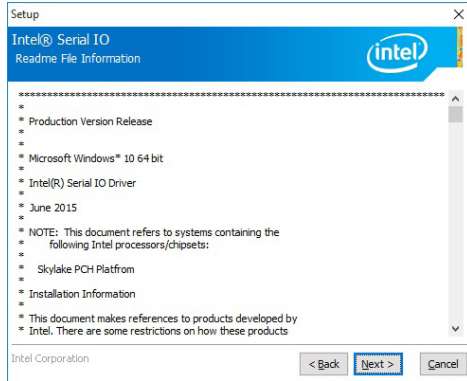 Setup
Intel® Serial IO
Readme File Information
intel
*****************************************************************************
*
* Production Version Release
*
*
* Microsoft Windows* 10 64 bit
*
* Intel(R) Serial IO Driver
*
* June 2015
*
* NOTE: This document refers to systems containing the
* following Intel processors/chipsets:
*
* Skylake PCH Platfrom
*
* Installation Information
*
* This document makes references to products developed by
* Intel. There are some restrictions on how these products
Intel Corporation
< Back
Next >
Cancel